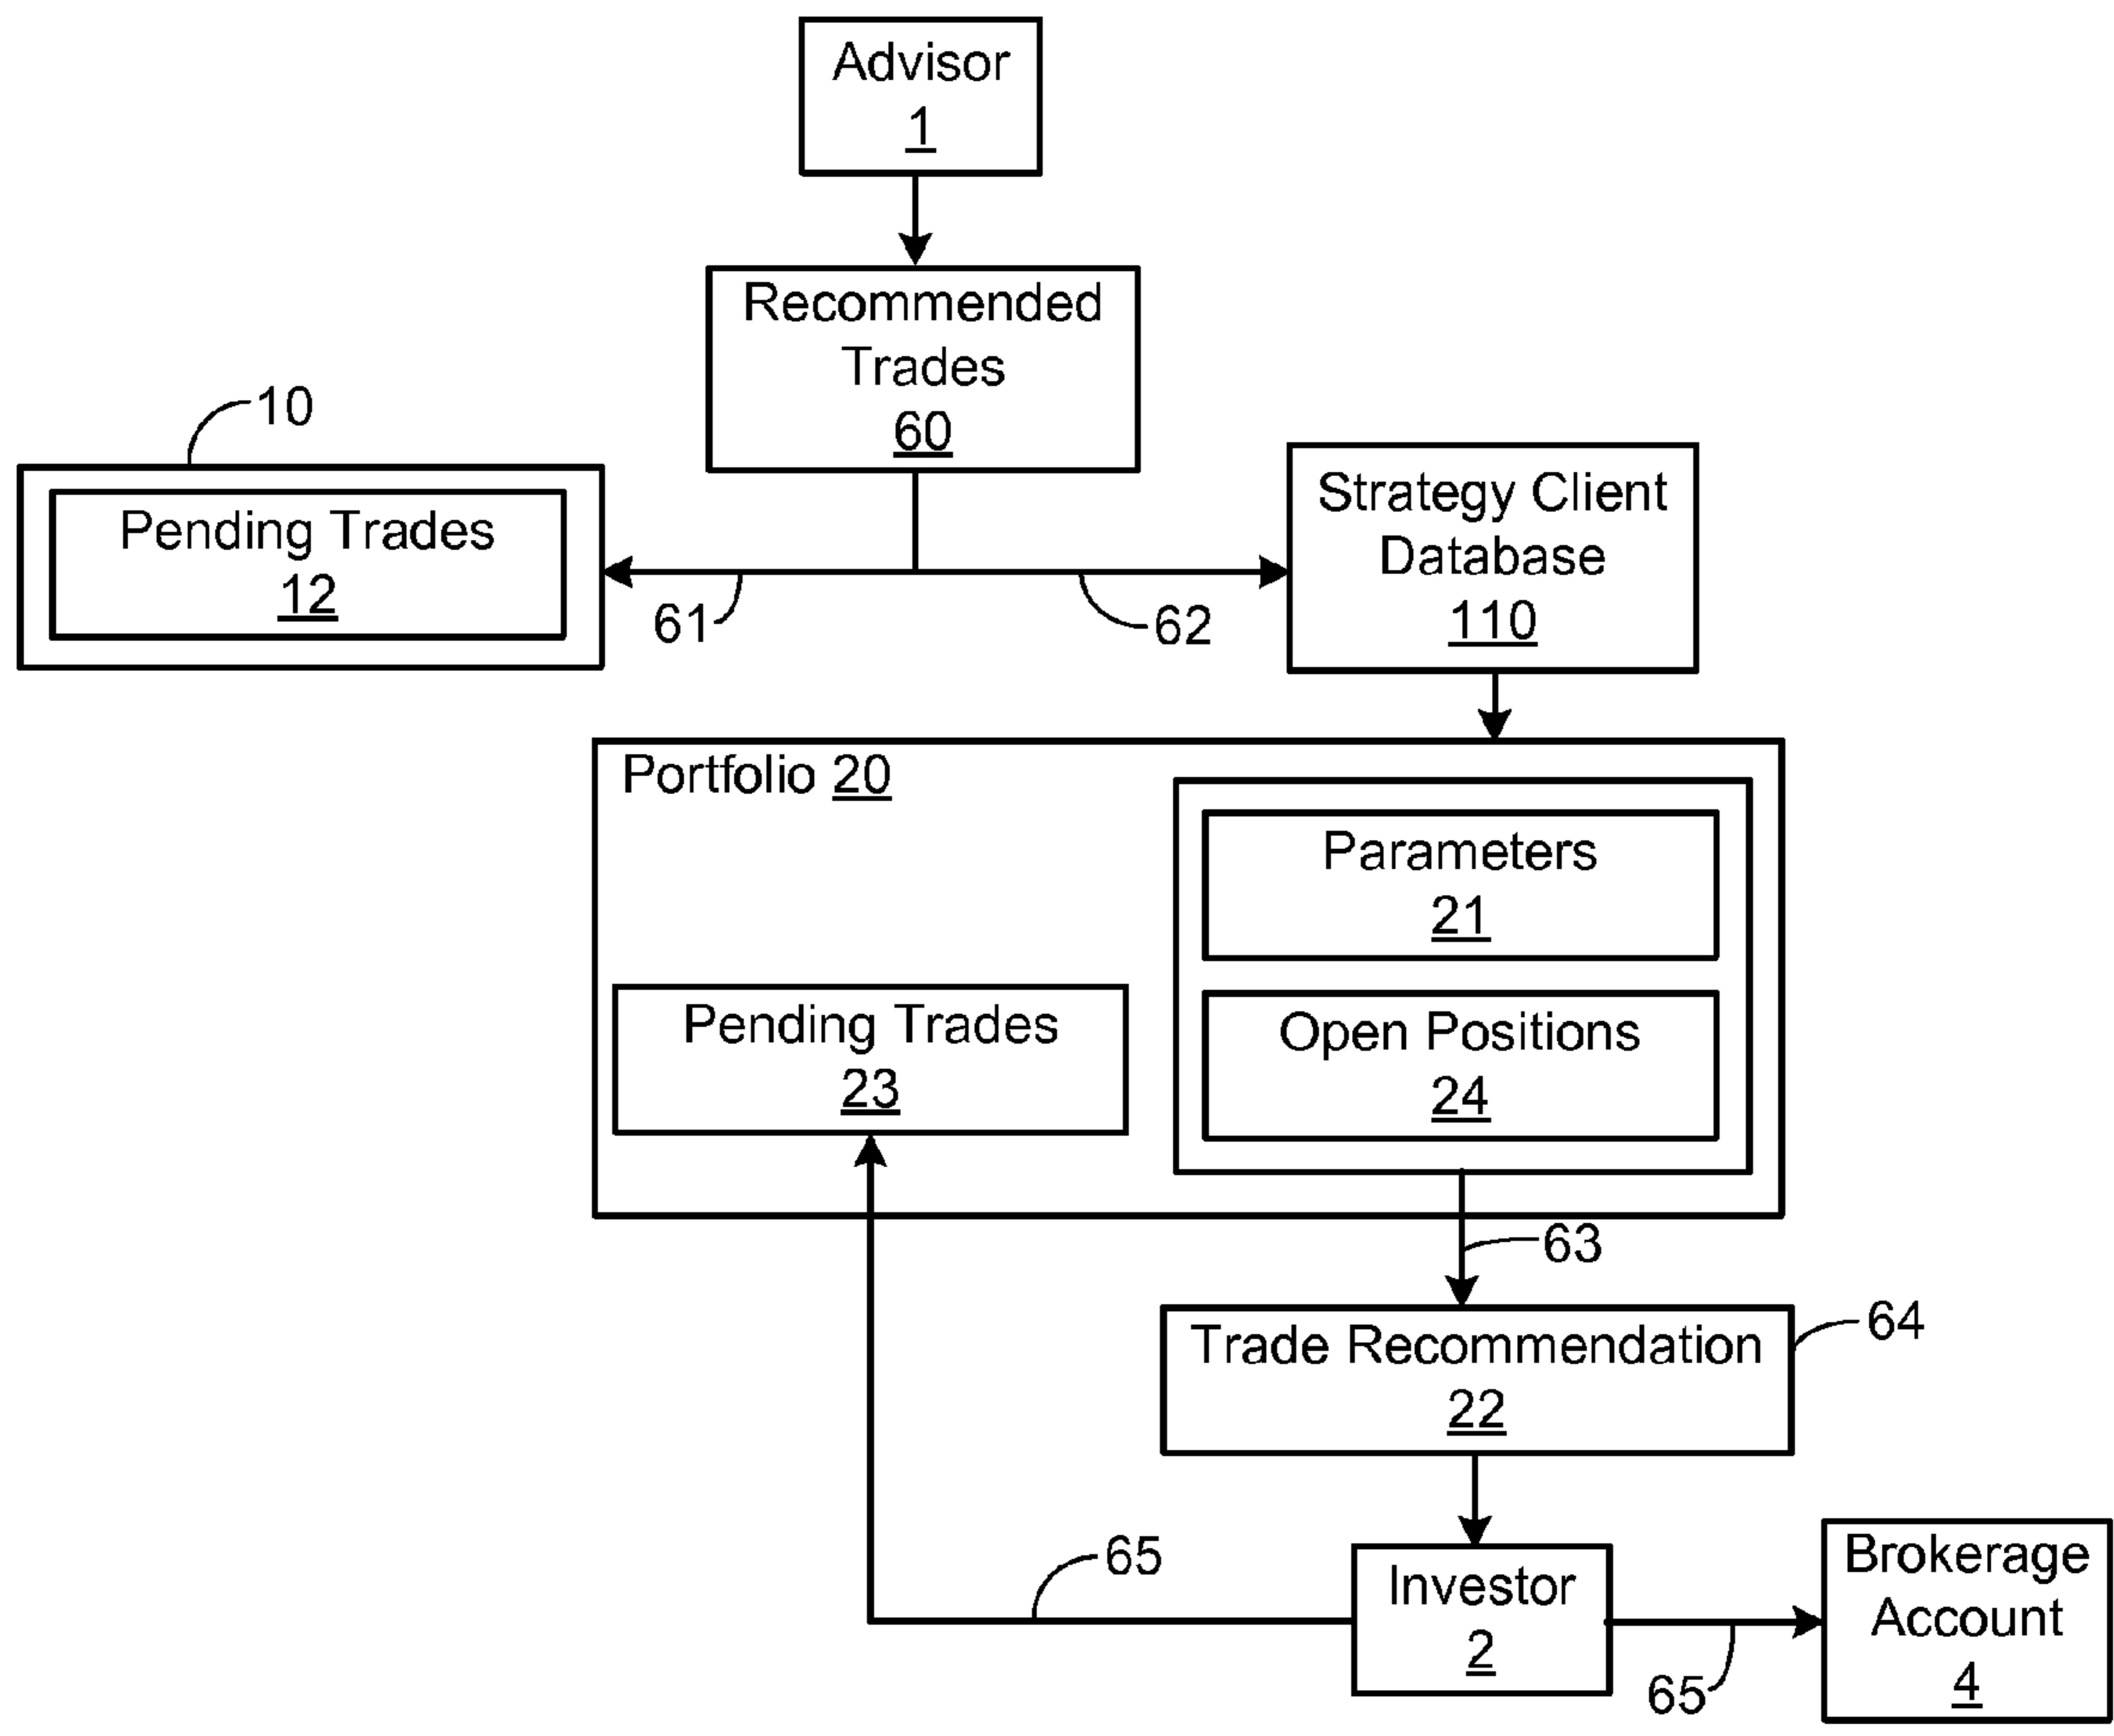 Advisor
1
Recommended
Trades
60
10
Pending Trades
12
61
62
Strategy Client
Database
110
Portfolio 20
Parameters
21
Open Positions
24
Pending Trades
23
63
Trade Recommendation
22
64
65
Investor
2
65
Brokerage
Account
4